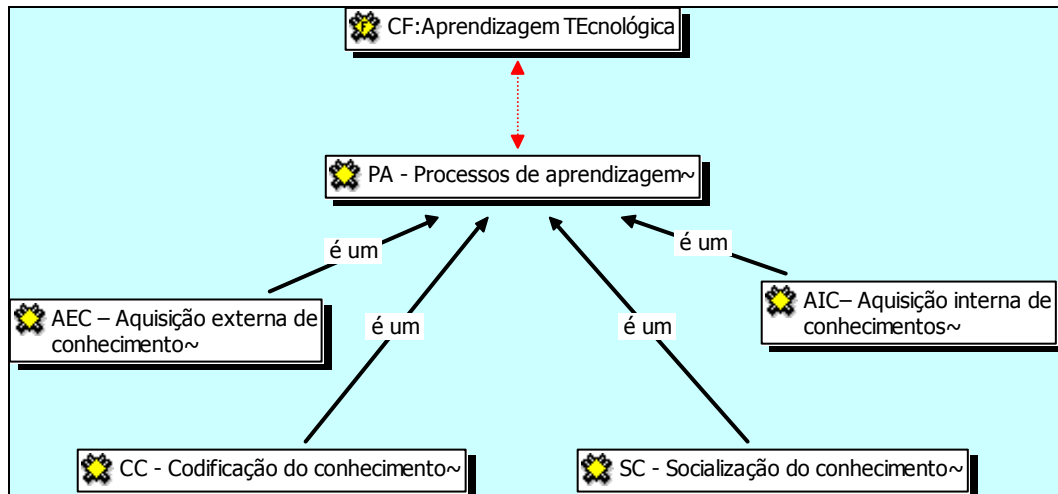 F CF:Aprendizagem TEcnológica
PA - Processos de aprendizagem~
é um
é um
é um
é um
AEC – Aquisição externa de
conhecimento~
AIC– Aquisição interna de
conhecimentos~
CC - Codificação do conhecimento~
SC - Socialização do conhecimento~